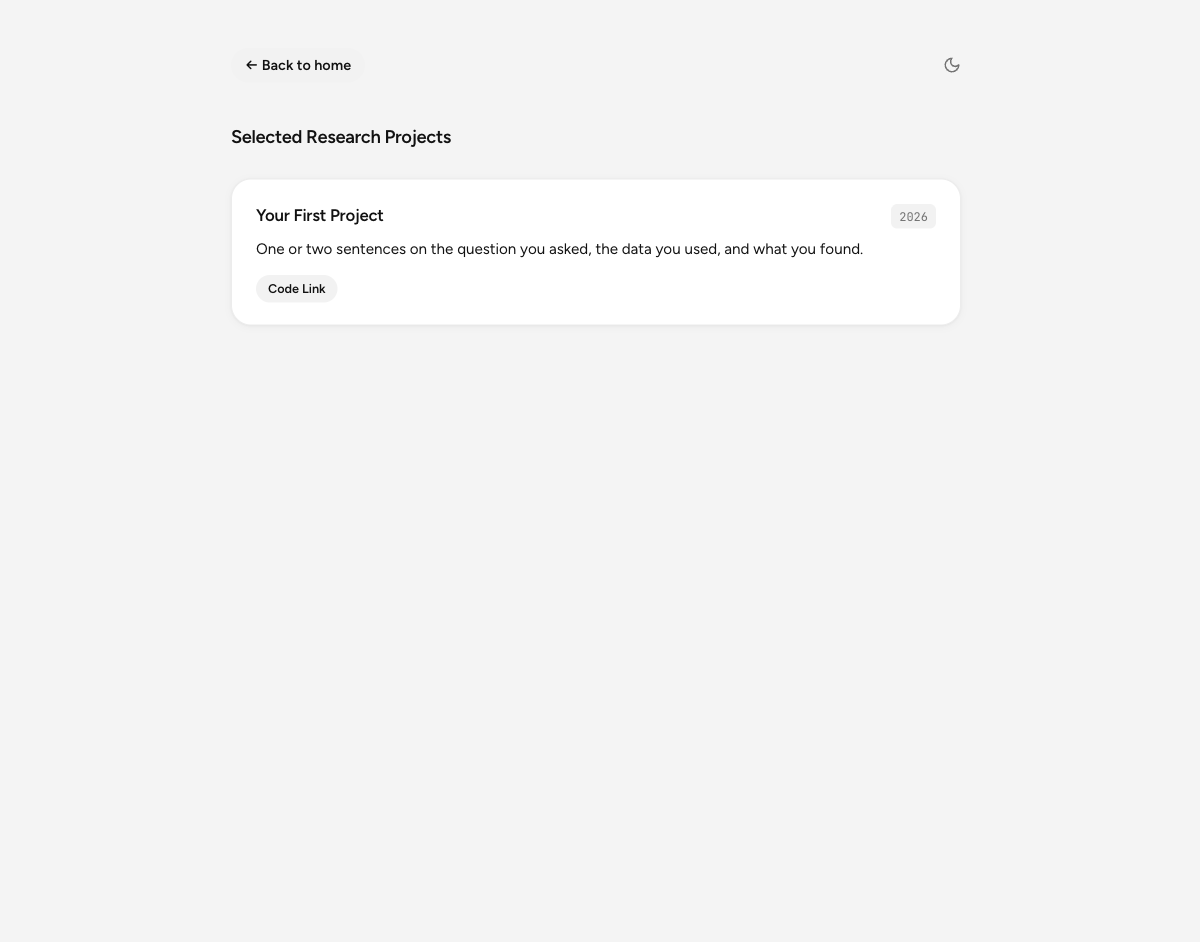 ← Back to home
Selected Research Projects
Your First Project
2026
One or two sentences on the question you asked, the data you used, and what you found.
Code Link